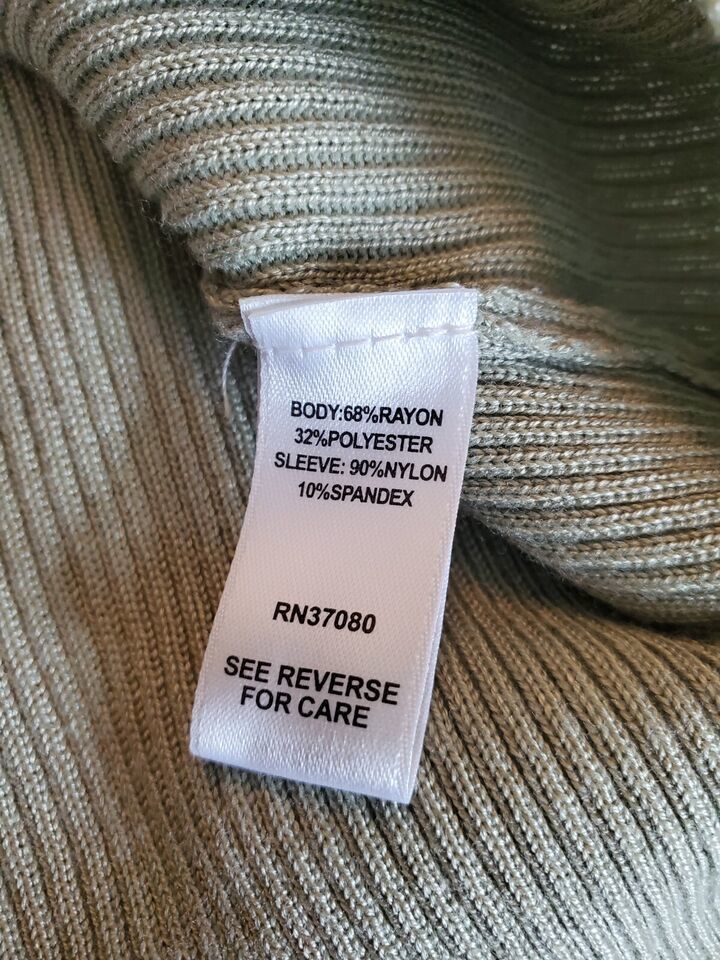 BODY:68%RAYON
32%POLYESTER
SLEEVE: 90%NYLON
10%SPANDEX
RN37080
SEE REVERSE
FOR CARE